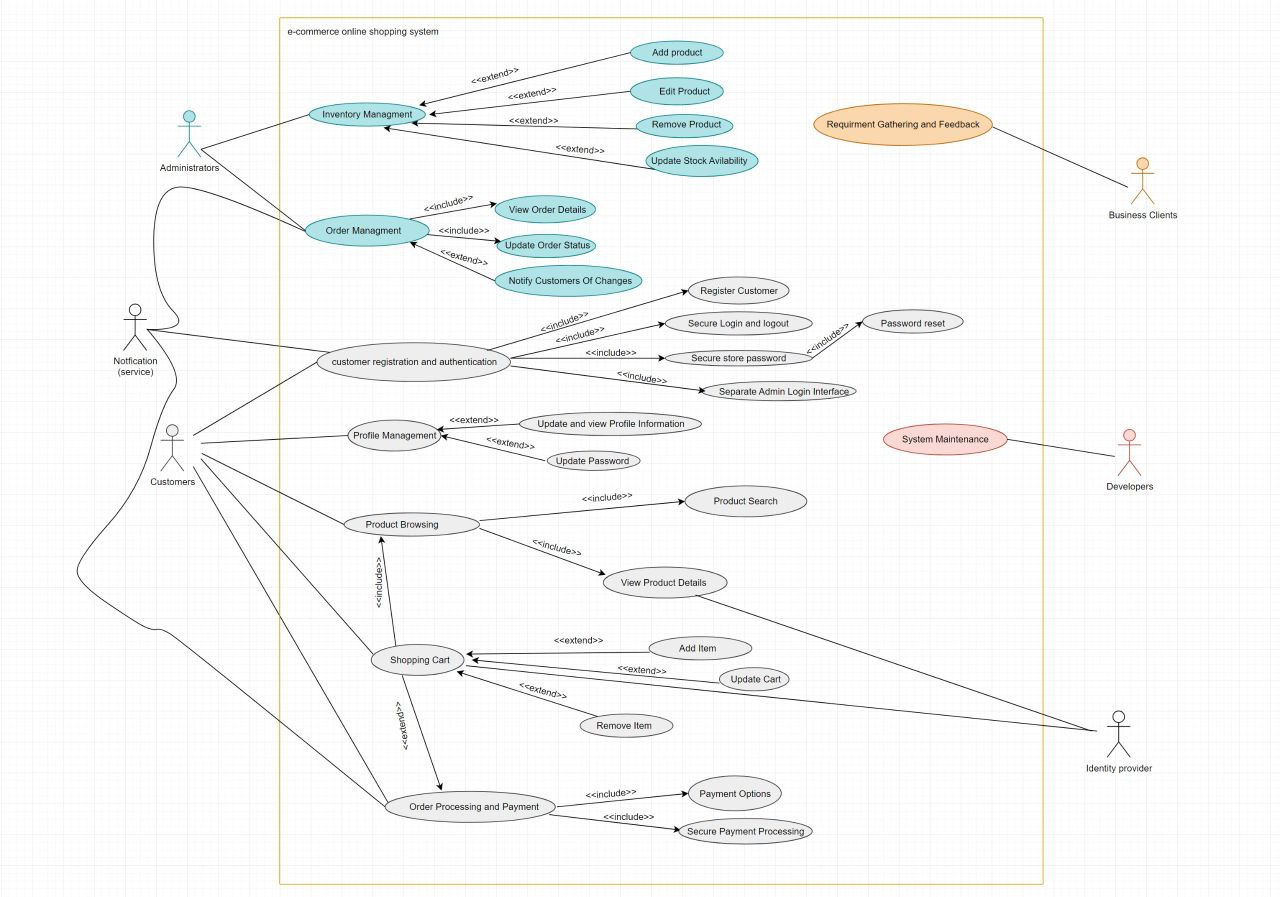 e-commerce online shopping system
Add product
<<extend>>
Edit Product
<<extend>>
Inventory Managment
<<extend>>
Remove Product
Requirment Gathering and Feedback
<<extend>>
Update Stock Avilability
Administrators
Business Clients
<<include>>
View Order Details
Order Managment
<<include>>
Update Order Status
<<extend>>
Notify Customers Of Changes
Register Customer
<<include>>
Secure Login and logout
Password reset
<<include>>
<<include>>
Notfication
(service)
customer registration and authentication
<<include>>
Secure store password
<<include>>
Separate Admin Login Interface
<<extend>>
Update and view Profile Information
Profile Management
<<extend>>
Update Password
System Maintenance
Customers
Developers
<<include>>
Product Search
Product Browsing
<<include>>
<<include>>
View Product Details
<<extend>>
Add Item
Shopping Cart
<<extend>>
Update Cart
<<extend>>
Remove Item
<<extend>>
Identity provider
<<include>>
Payment Options
Order Processing and Payment
<<include>>
Secure Payment Processing